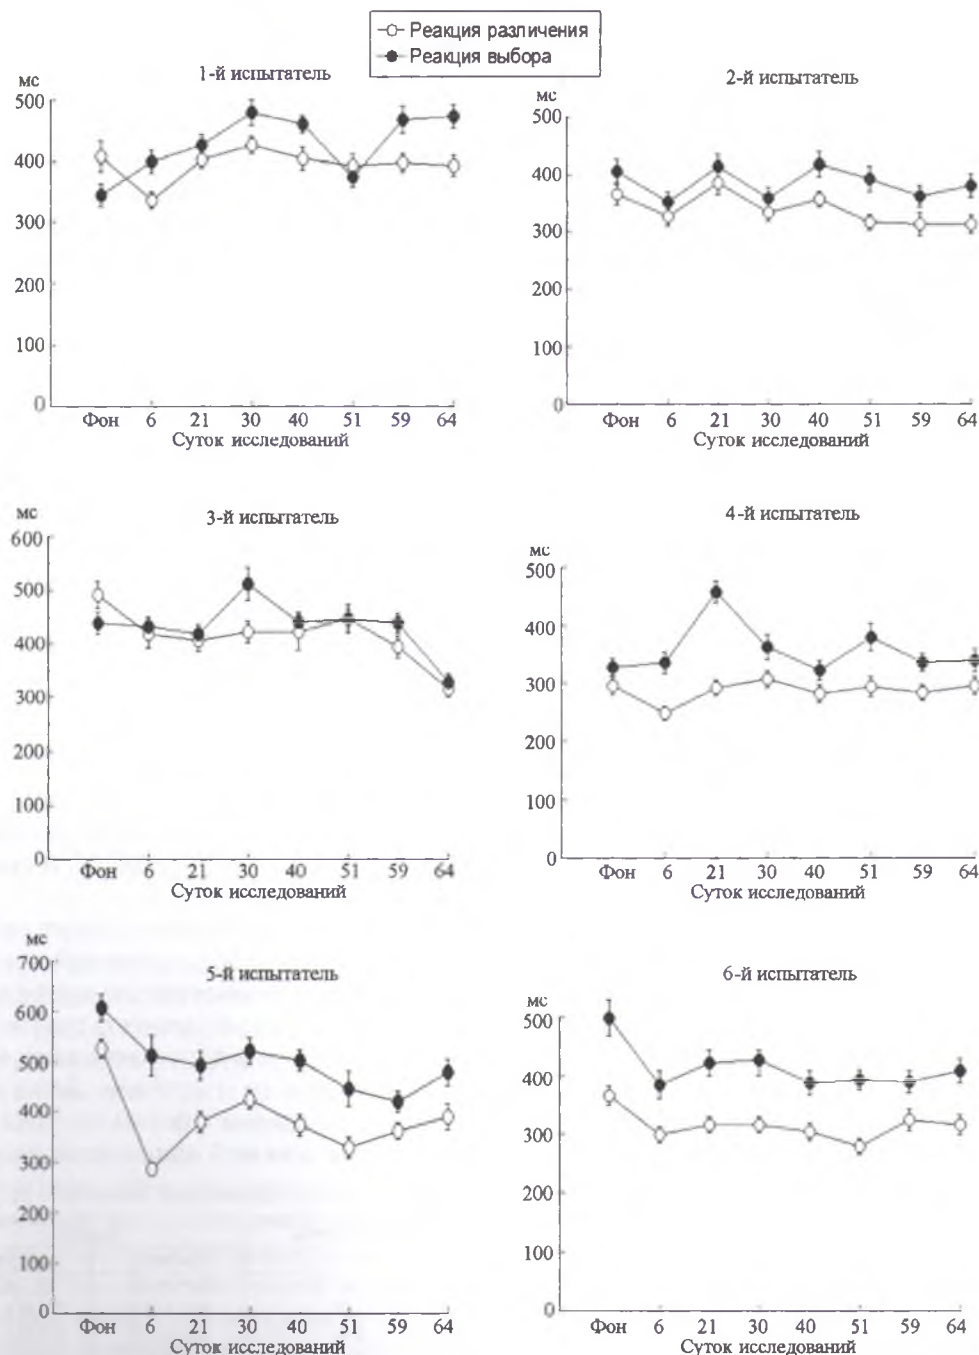 Реакция различения
Реакция выбора
1-й испытатель
мс
500
400
300
200
100
0
Фон 6 21 30 40 51 59 64
Суток исследований
2-й испытатель
мс
500
400
300
200
100
0
Фон 6 21 30 40 51 59 64
Суток исследований
3-й испытатель
мс
600
500
400
300
200
100
0
Фон 6 21 30 40 51 59 64
Суток исследований
4-й испытатель
мс
500
400
300
200
100
0
Фон 6 21 30 40 51 59 64
Суток исследований
5-й испытатель
мс
700
600
500
400
300
200
100
0
Фон 6 21 30 40 51 59 64
Суток исследований
6-й испытатель
мс
500
400
300
200
100
0
Фон 6 21 30 40 51 59 64
Суток исследований